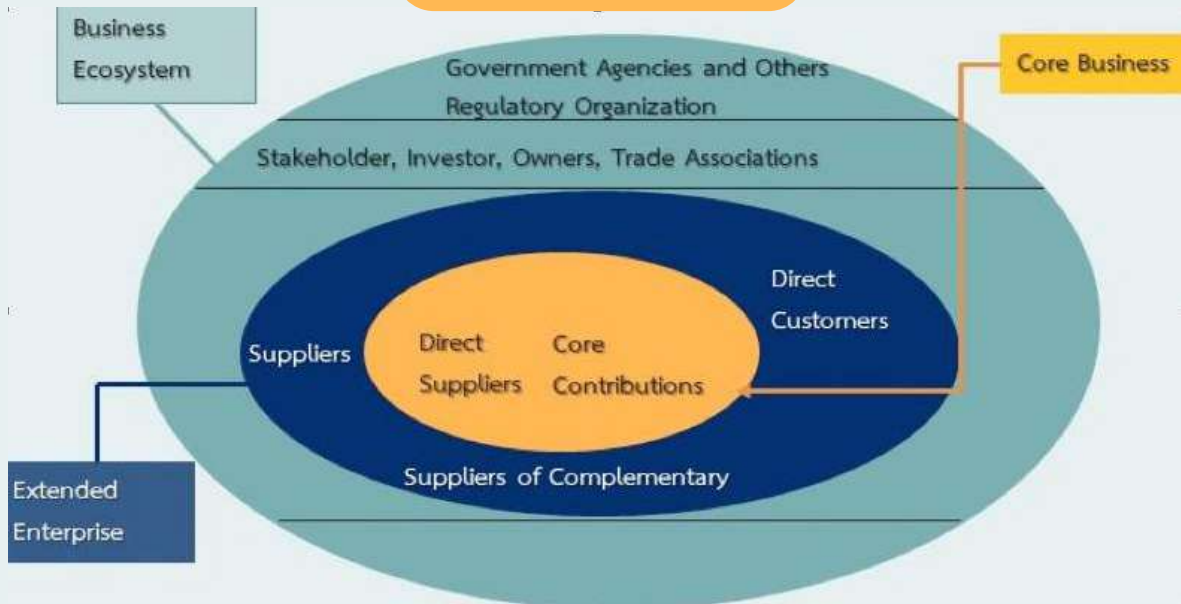 Business
Ecosystem
Government Agencies and Others
Regulatory Organization
Core Business
Stakeholder, Investor, Owners, Trade Associations
Direct
Customers
Suppliers
Direct
Suppliers
Core
Contributions
Suppliers of Complementary
Extended
Enterprise